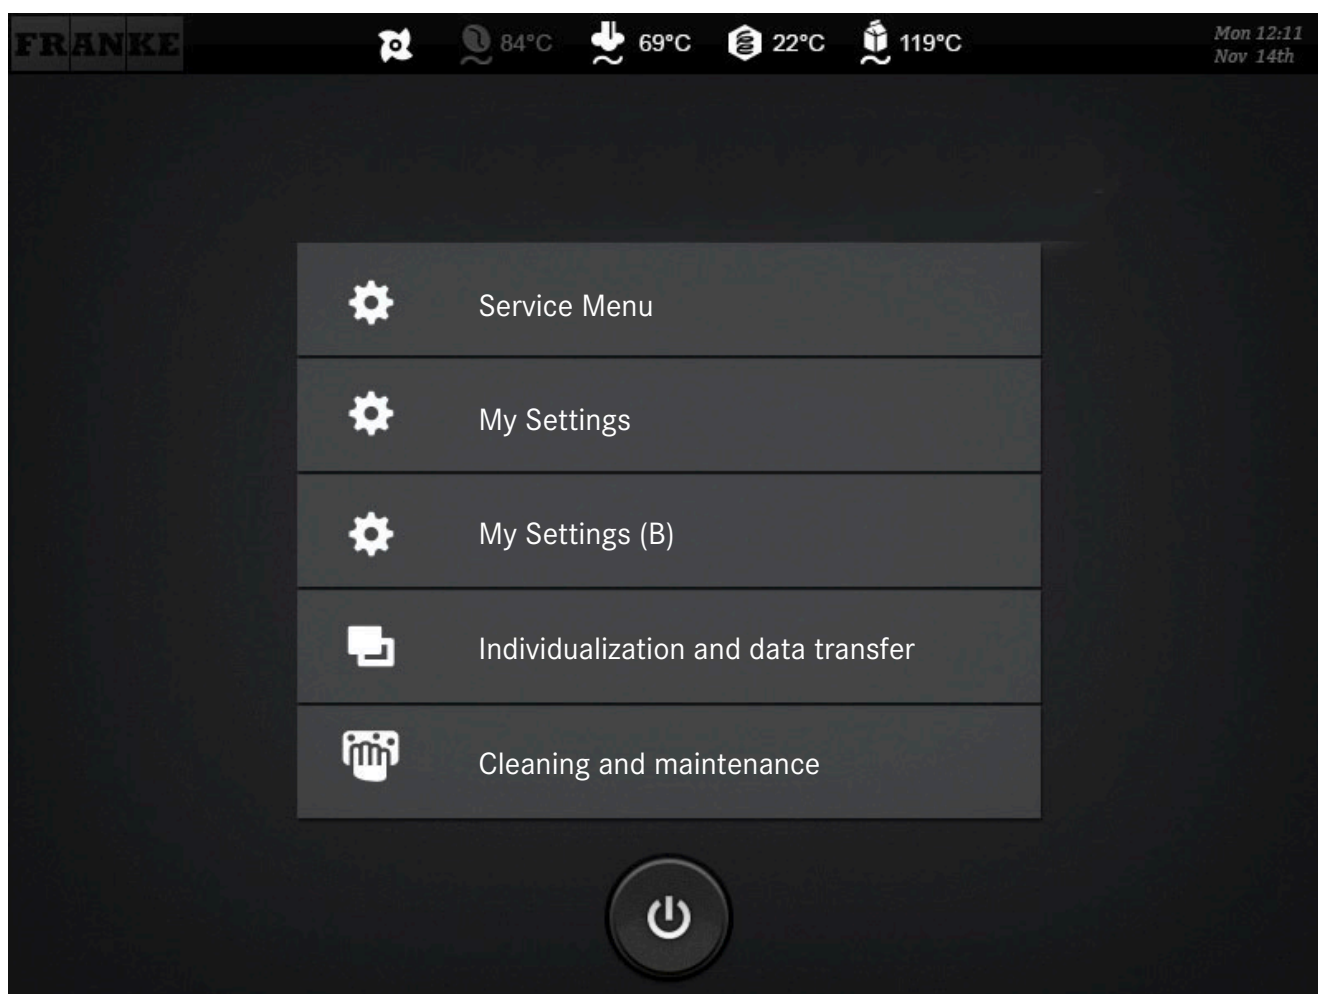 FRANKE
84°C 69°C 22°C 119°C
Mon 12:11
Nov 14th
Service Menu
My Settings
My Settings (B)
Individualization and data transfer
Cleaning and maintenance